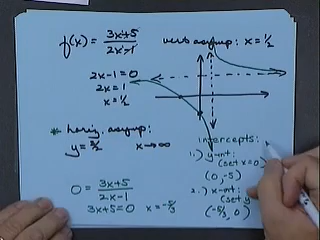 f(x) = 3x+5 / 2x-1
vert. asymp: x = 1/2
2x-1=0
2x=1
x=1/2
* horiz. asymp:
y = 3/2 x→∞
intercepts:
1.) y-int:
(set x=0)
(0,-5)
2.) x-int:
(set y
(-5/3, 0)
0 = 3x+5 / 2x-1
3x+5=0 x=-5/3